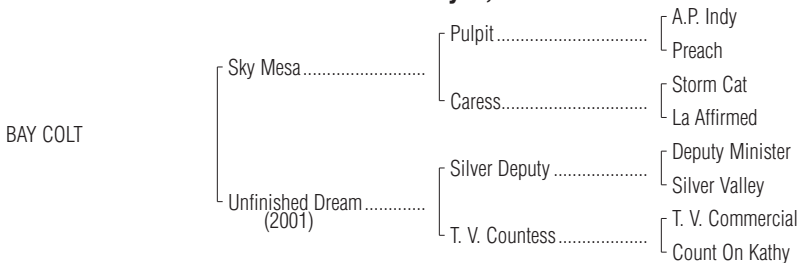 A.P. Indy
Pulpit
Preach
Sky Mesa
Storm Cat
Caress
La Affirmed
BAY COLT
Deputy Minister
Silver Deputy
Silver Valley
Unfinished Dream
(2001)
T. V. Commercial
T. V. Countess
Count On Kathy